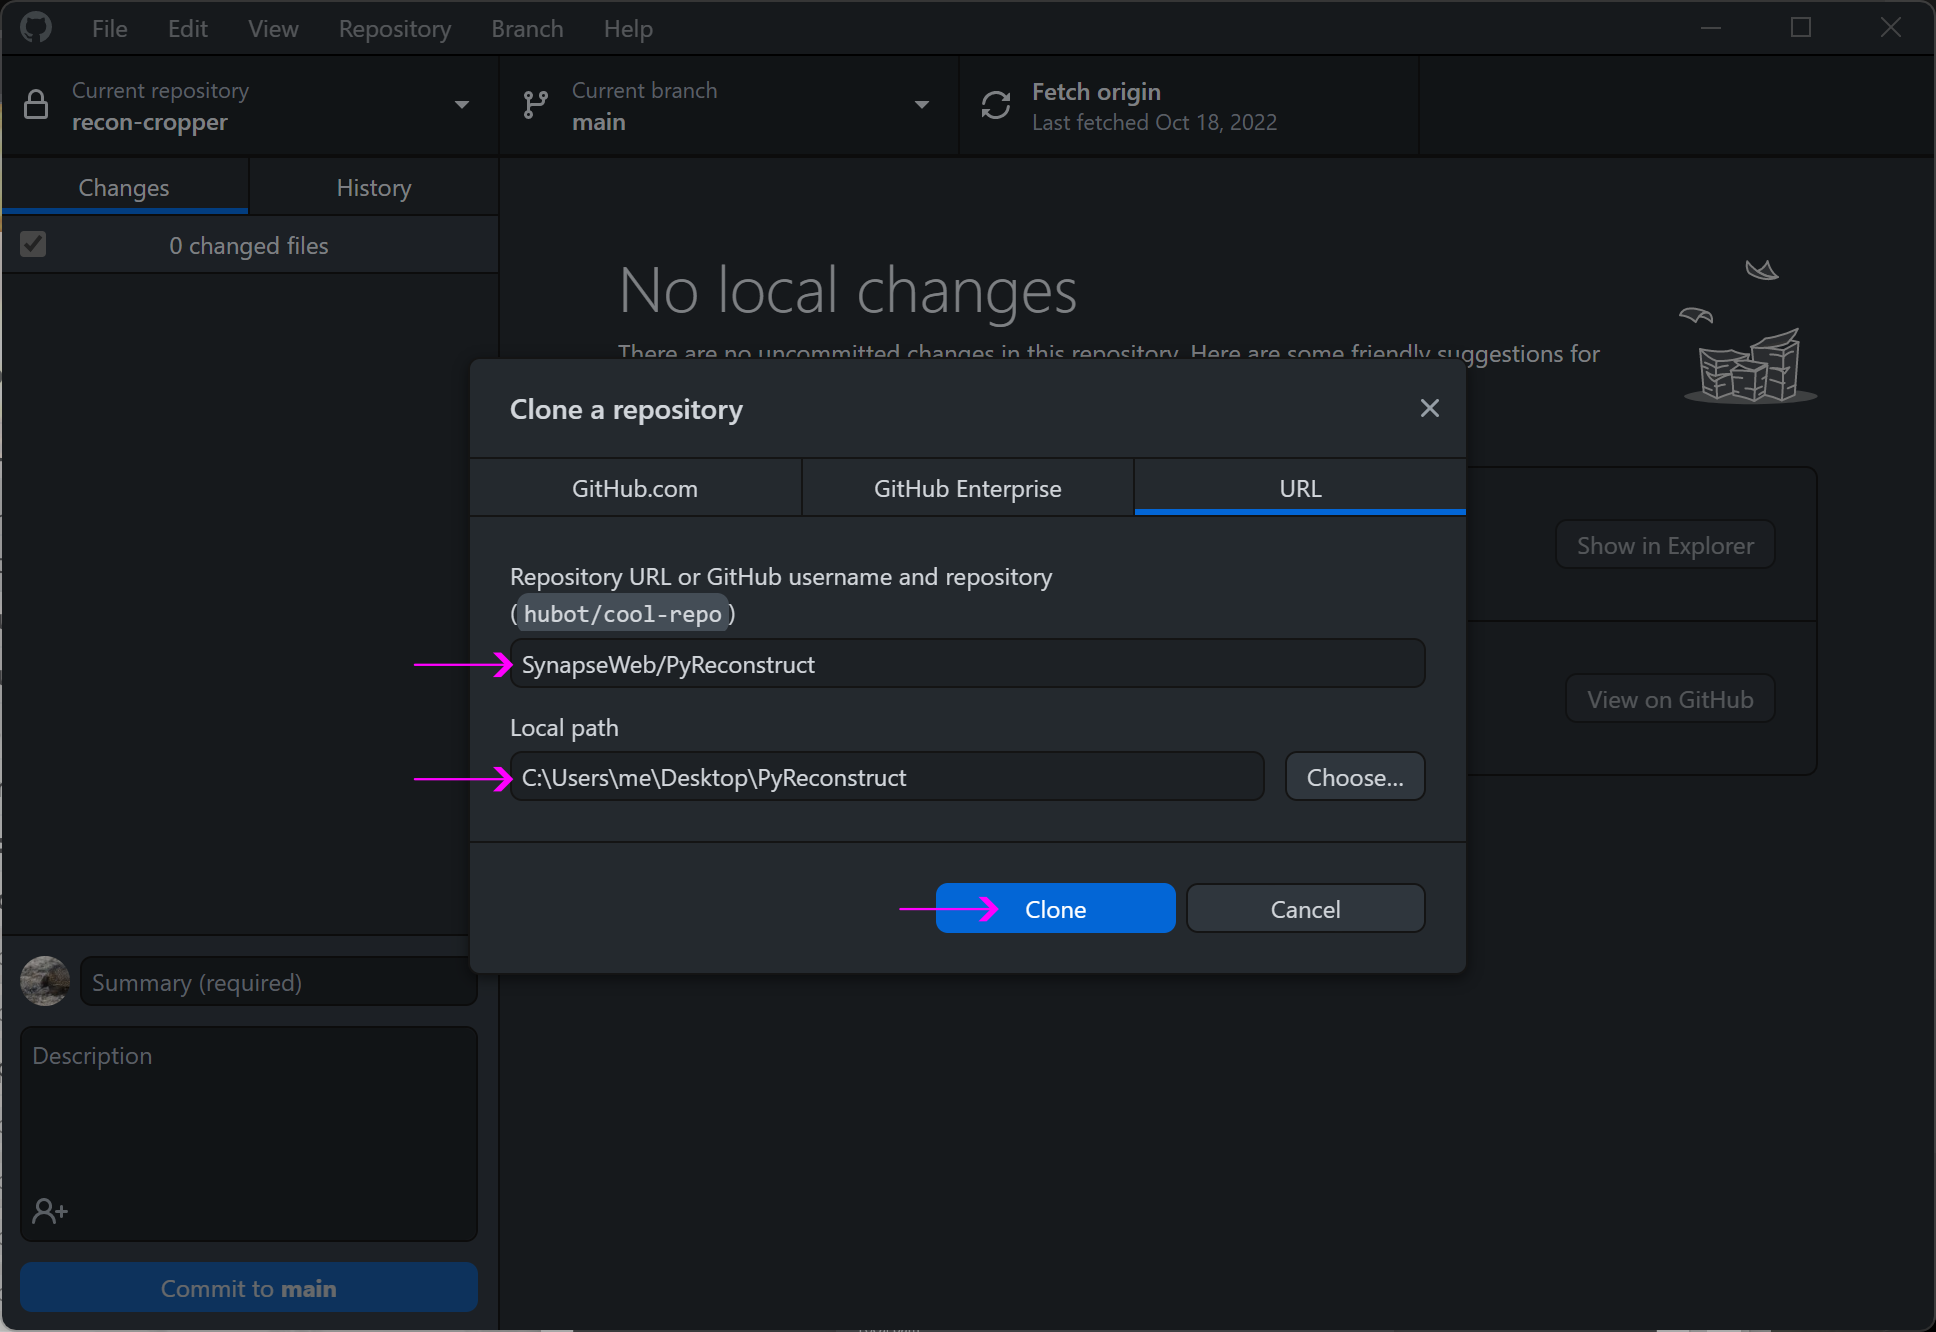 File Edit View Repository Branch Help
Current repository
recon-cropper
Current branch
main
Fetch origin
Last fetched Oct 18, 2022
Changes History
0 changed files
No local changes
There are no uncommitted changes in this repository. Here are some friendly suggestions for
Clone a repository
GitHub.com GitHub Enterprise URL
Repository URL or GitHub username and repository
(hubot/cool-repo)
SynapseWeb/PyReconstruct
Local path
C:\Users\me\Desktop\PyReconstruct
Choose...
Clone Cancel
Show in Explorer
View on GitHub
Summary (required)
Description
Commit to main